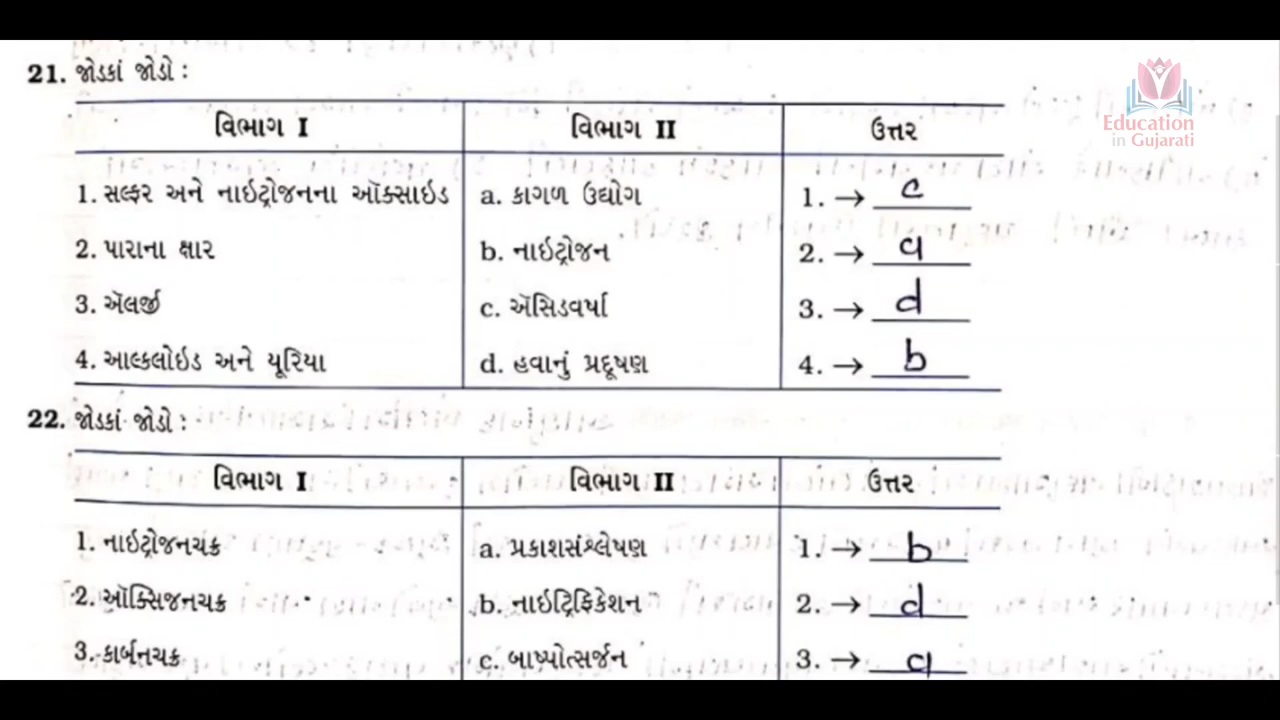 Education
in Gujarati
21. જોડકાં જોડો :
વિભાગ I વિભાગ II ઉત્તર
1. સલ્ફર અને નાઇટ્રોજનના ઑક્સાઇડ a. કાગળ ઉદ્યોગ 1. → c
2. પારાના ક્ષાર b. નાઇટ્રોજન 2. → a
3. ઍલર્જી c. ઍસિડવર્ષા 3. → d
4. આલ્કલોઇડ અને યૂરિયા d. હવાનું પ્રદૂષણ 4. → b
22. જોડકાં જોડો :
વિભાગ I વિભાગ II ઉત્તર
1. નાઇટ્રોજનચક્ર a. પ્રકાશસંશ્લેષણ 1. → b
2. ઑક્સિજનચક્ર b. નાઇટ્રિફિકેશન 2. → d
3. કાર્બનચક્ર c. બાષ્પોત્સર્જન 3. → a